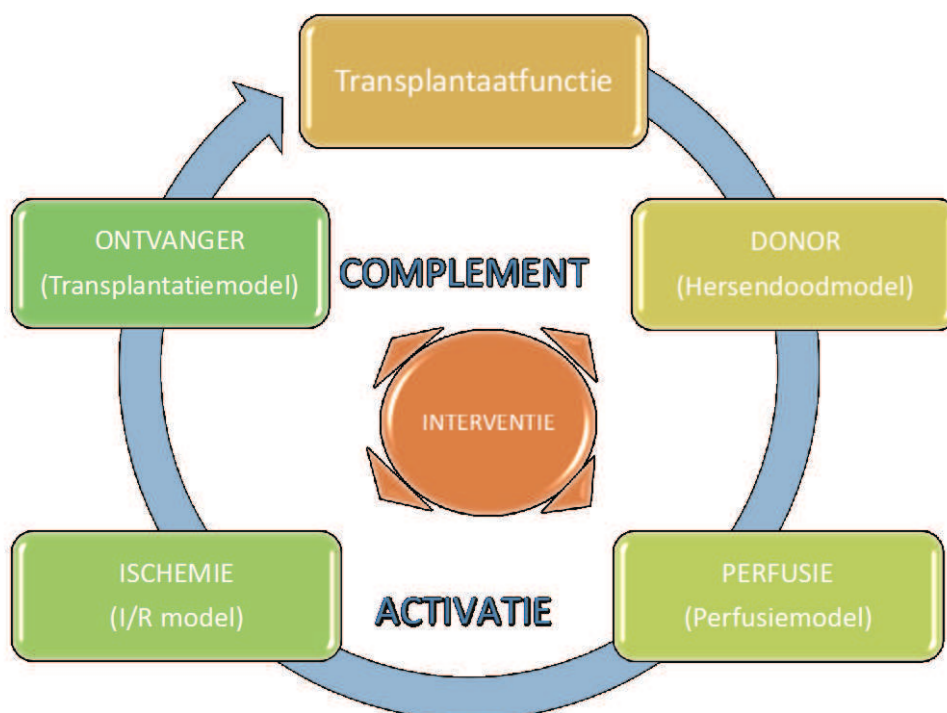 Transplantaatfunctie
ONTVANGER
(Transplantatiemodel)
COMPLEMENT
DONOR
(Hersendoodmodel)
INTERVENTIE
ISCHEMIE
(I/R model)
ACTIVATIE
PERFUSIE
(Perfusiemodel)